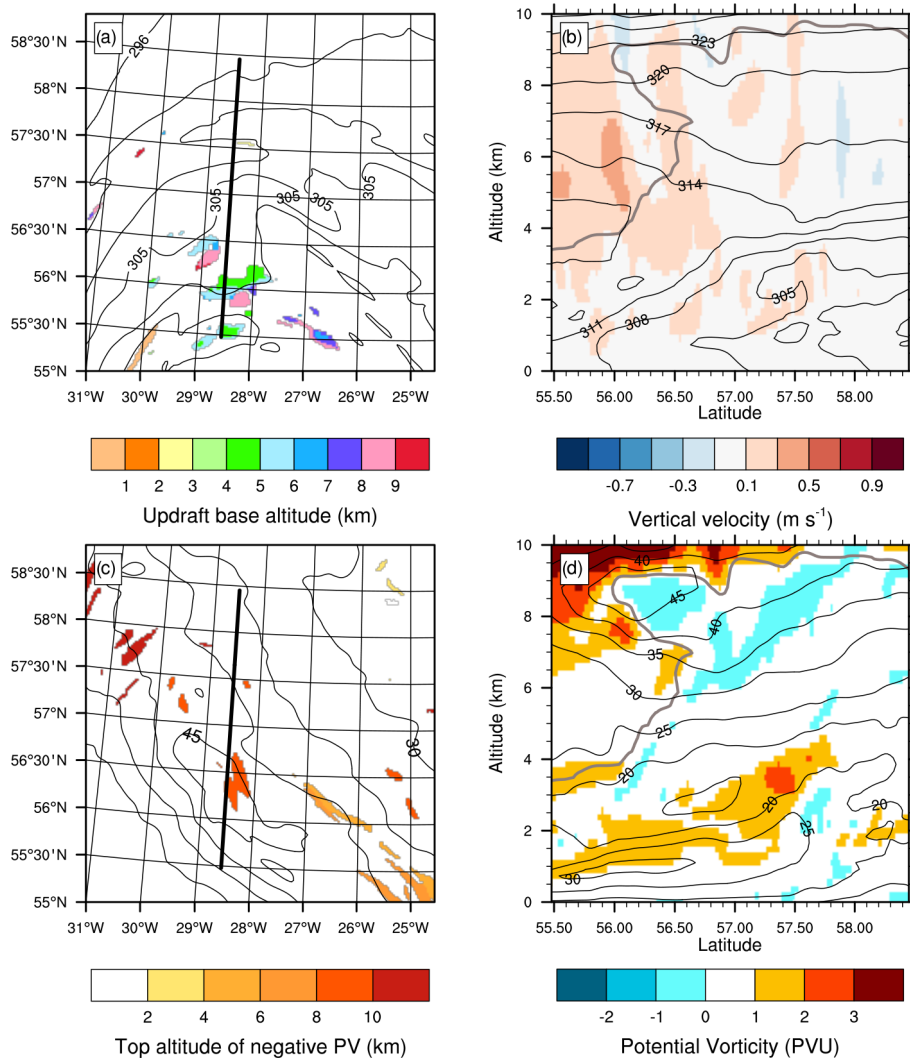 (a)
58°30'N
58°N
57°30'N
57°N
56°30'N
56°N
55°30'N
55°N
296
305
305
305
305
305
31°W 30°W 29°W 28°W 27°W 26°W 25°W
1 2 3 4 5 6 7 8 9
Updraft base altitude (km)
(b)
Altitude (km)
10
8
6
4
2
0
323
320
317
314
311
308
305
55.50 56.00 56.50 57.00 57.50 58.00
Latitude
-0.7 -0.3 0.1 0.5 0.9
Vertical velocity (m s⁻¹)
(c)
58°30'N
58°N
57°30'N
57°N
56°30'N
56°N
55°30'N
55°N
45
30
31°W 30°W 29°W 28°W 27°W 26°W 25°W
2 4 6 8 10
Top altitude of negative PV (km)
(d)
Altitude (km)
10
8
6
4
2
0
40
45
40
35
30
25
20
20
20
25
30
55.50 56.00 56.50 57.00 57.50 58.00
Latitude
-2 -1 0 1 2 3
Potential Vorticity (PVU)